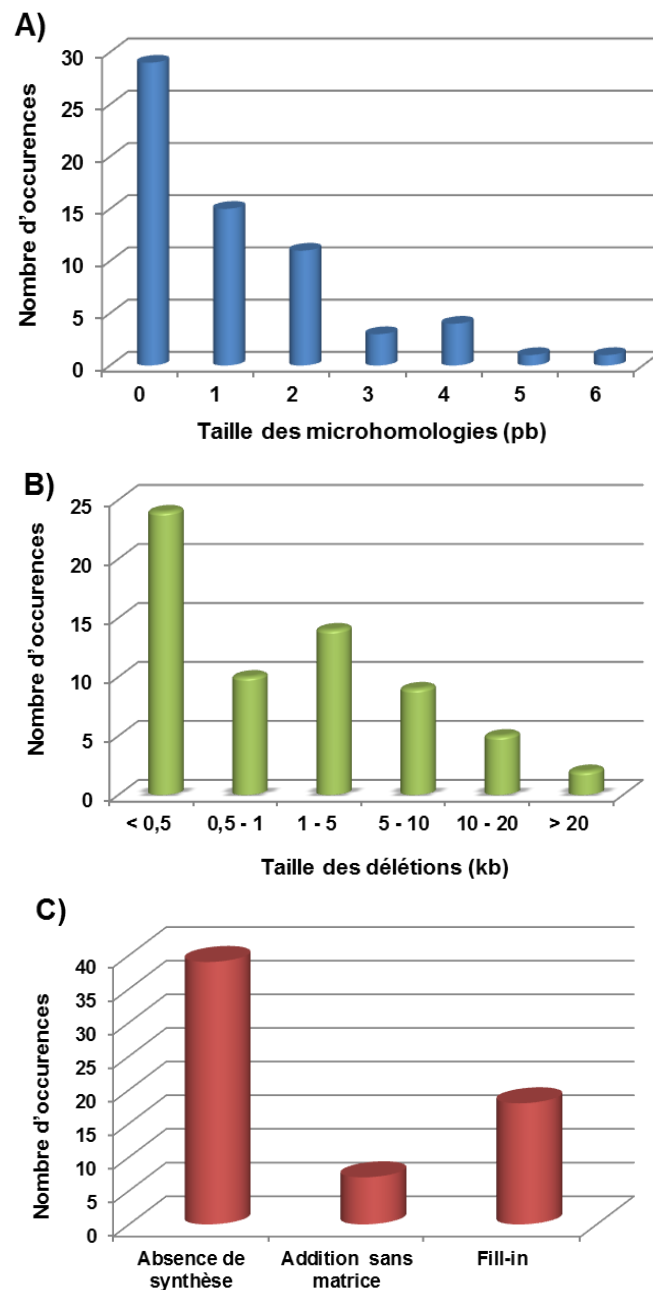 A)
Nombre d'occurences
30
25
20
15
10
5
0
0 1 2 3 4 5 6
Taille des microhomologies (pb)
B)
Nombre d'occurences
25
20
15
10
5
0
< 0,5 0,5 - 1 1 - 5 5 - 10 10 - 20 > 20
Taille des délétions (kb)
C)
Nombre d'occurences
40
35
30
25
20
15
10
5
0
Absence de synthèse
Addition sans matrice
Fill-in